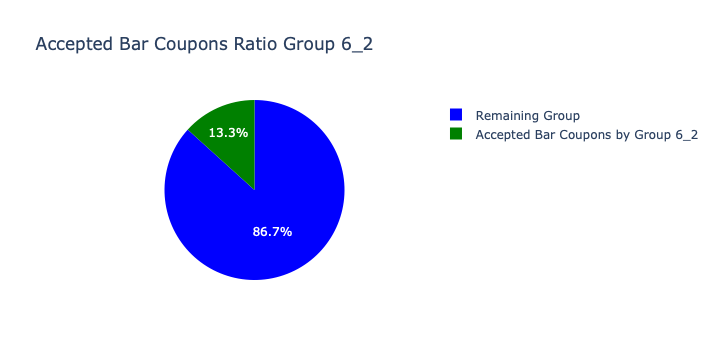 Accepted Bar Coupons Ratio Group 6_2
Remaining Group
Accepted Bar Coupons by Group 6_2
13.3%
86.7%